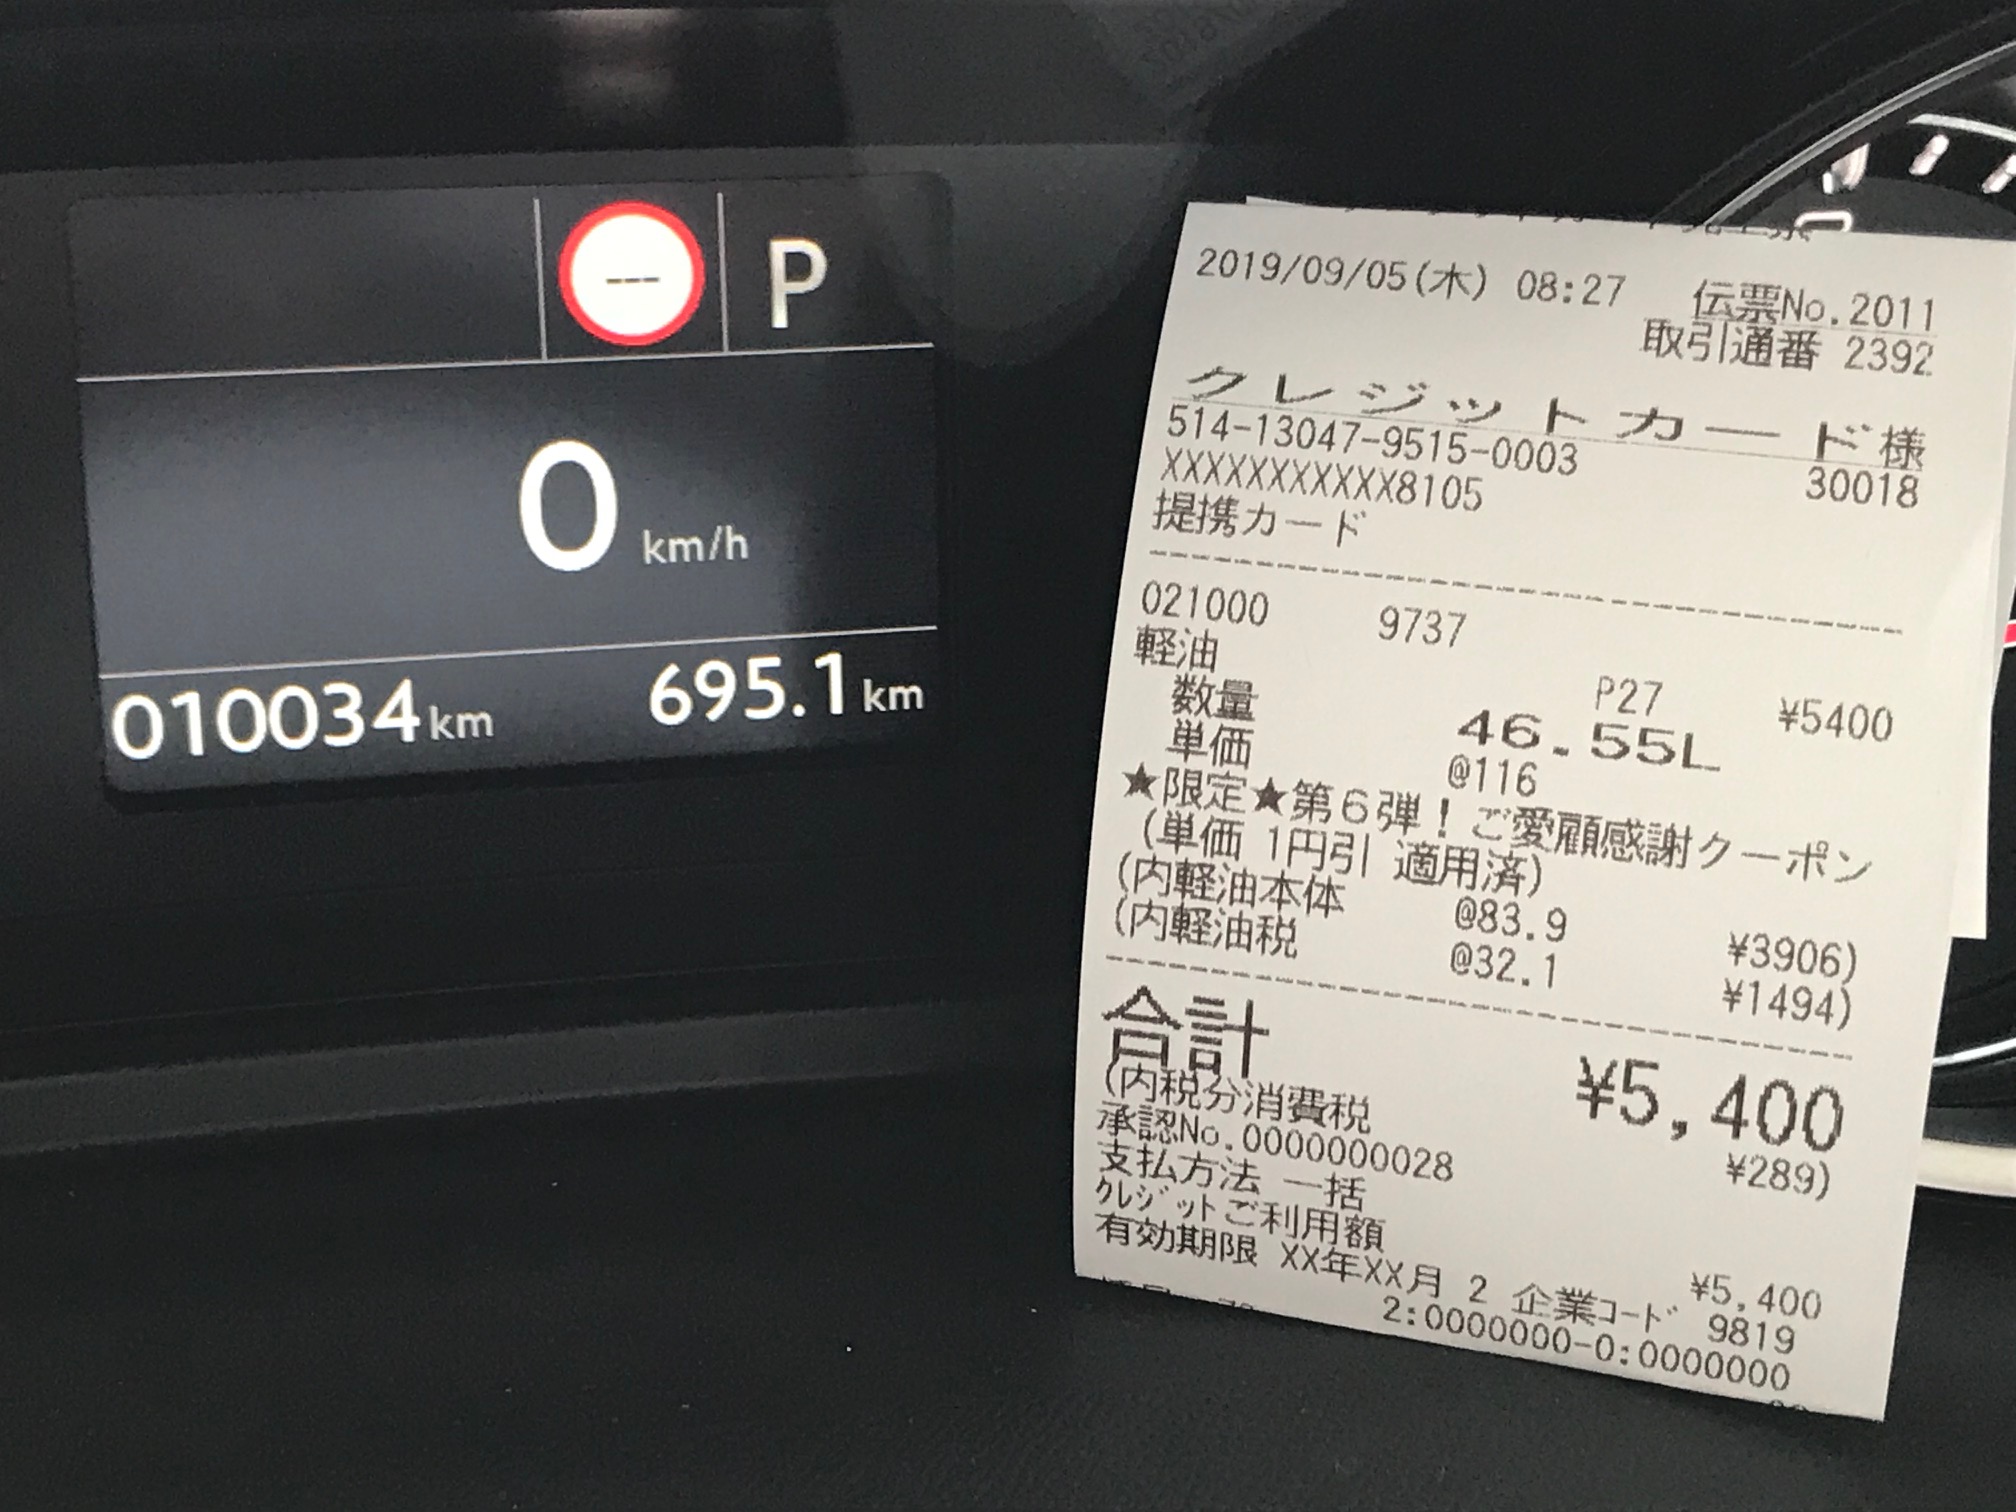 ---
P
0 km/h
010034 km 695.1 km
2019/09/05(木) 08:27 伝票No.2011
取引通番 2392
クレジットカード様
514-13047-9515-0003 30018
XXXXXXXXXXXX8105
提携カード
021000 9737
軽油 P27 ¥5400
数量 46.55L
単価 @116
★限定★第6弾!ご愛顧感謝クーポン
(単価 1円引 適用済)
(内軽油本体 @83.9 ¥3906)
(内軽油税 @32.1 ¥1494)
合計 ¥5,400
(内税分消費税 ¥289)
承認No.0000000028
支払方法 一括
クレジットご利用額 ¥5,400
有効期限 XX年XX月 2 企業コード 9819
2:0000000-0:0000000